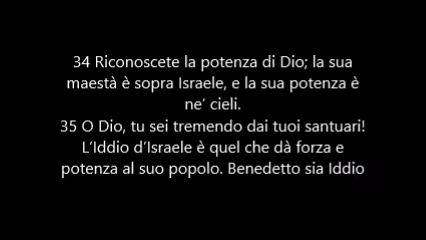 34 Riconoscete la potenza di Dio; la sua
maestà è sopra Israele, e la sua potenza è
ne’ cieli.
35 O Dio, tu sei tremendo dai tuoi santuari!
L’Iddio d’Israele è quel che dà forza e
potenza al suo popolo. Benedetto sia Iddio